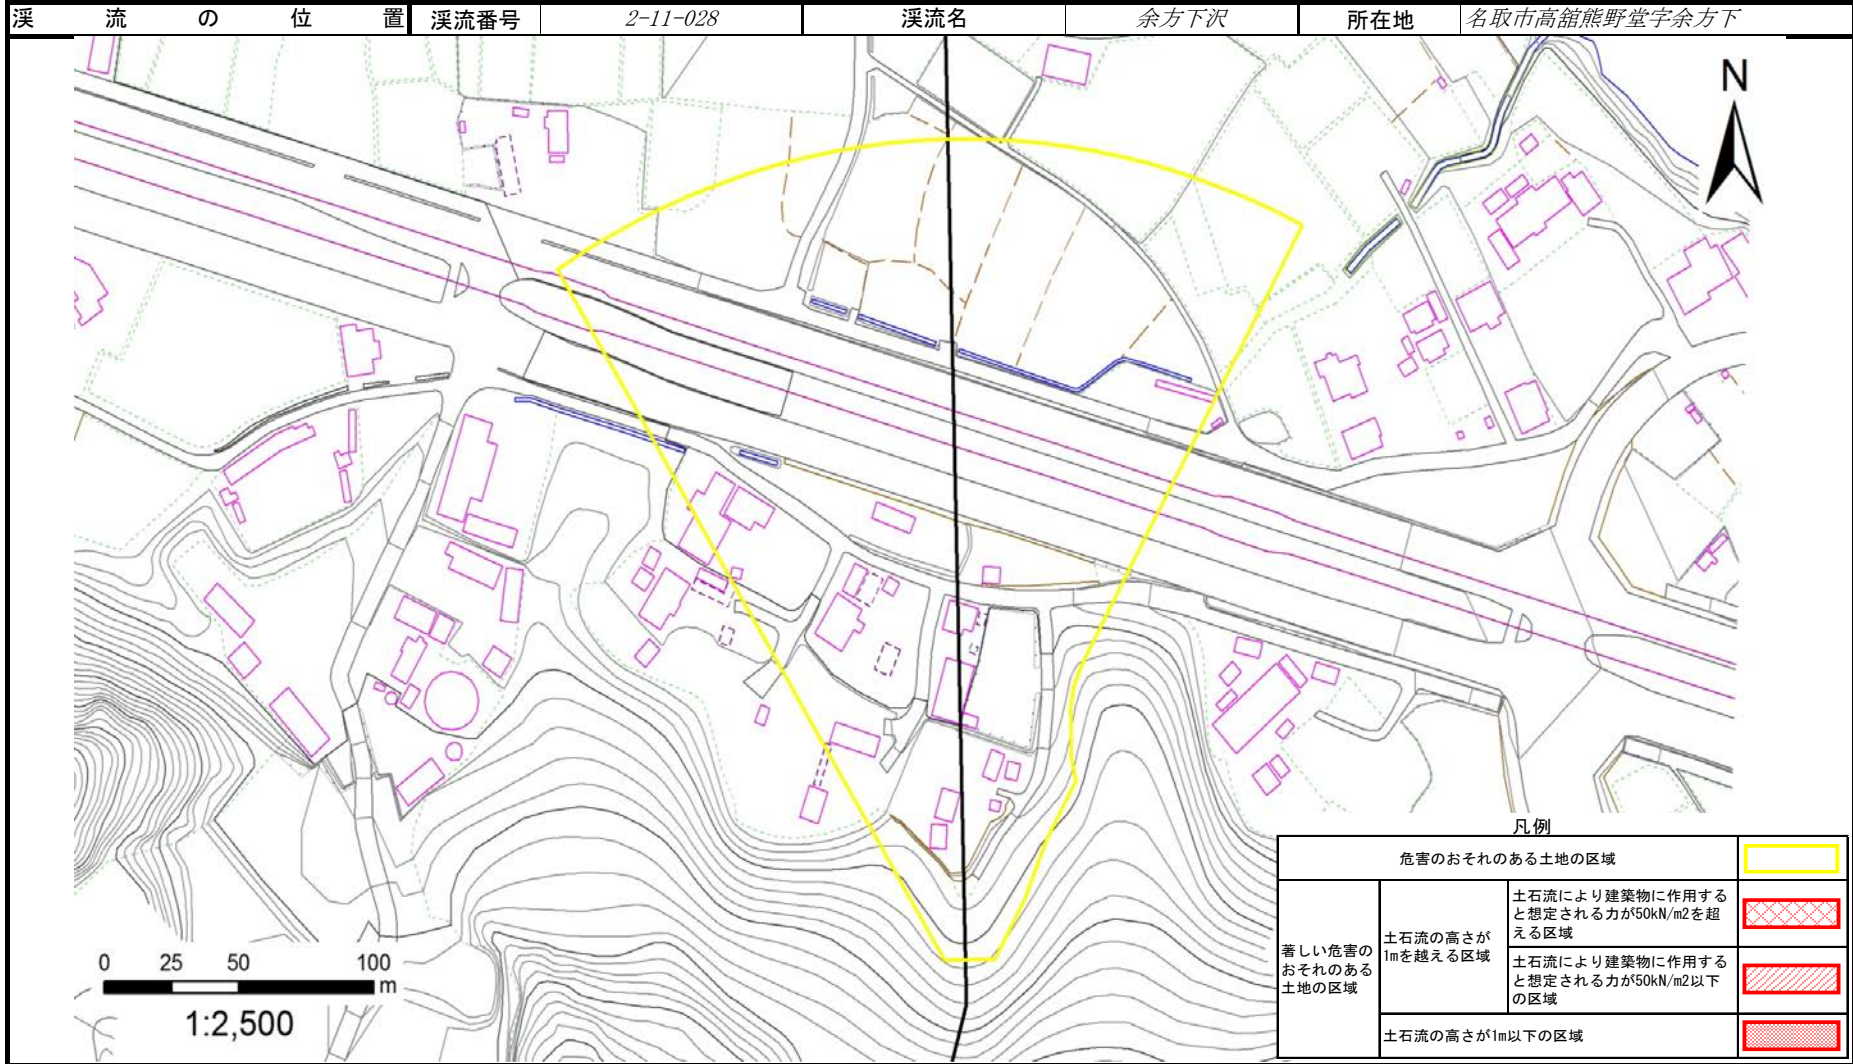 渓流の位置 渓流番号 2-11-028 渓流名 余方下沢 所在地 名取市高舘熊野堂字余方下
N
凡例
危害のおそれのある土地の区域
著しい危害の
おそれのある
土地の区域
土石流の高さが
1mを越える区域
土石流により建築物に作用する
と想定される力が50kN/m2を超
える区域
土石流により建築物に作用する
と想定される力が50kN/m2以下
の区域
土石流の高さが1m以下の区域
0 25 50 100
m
1:2,500